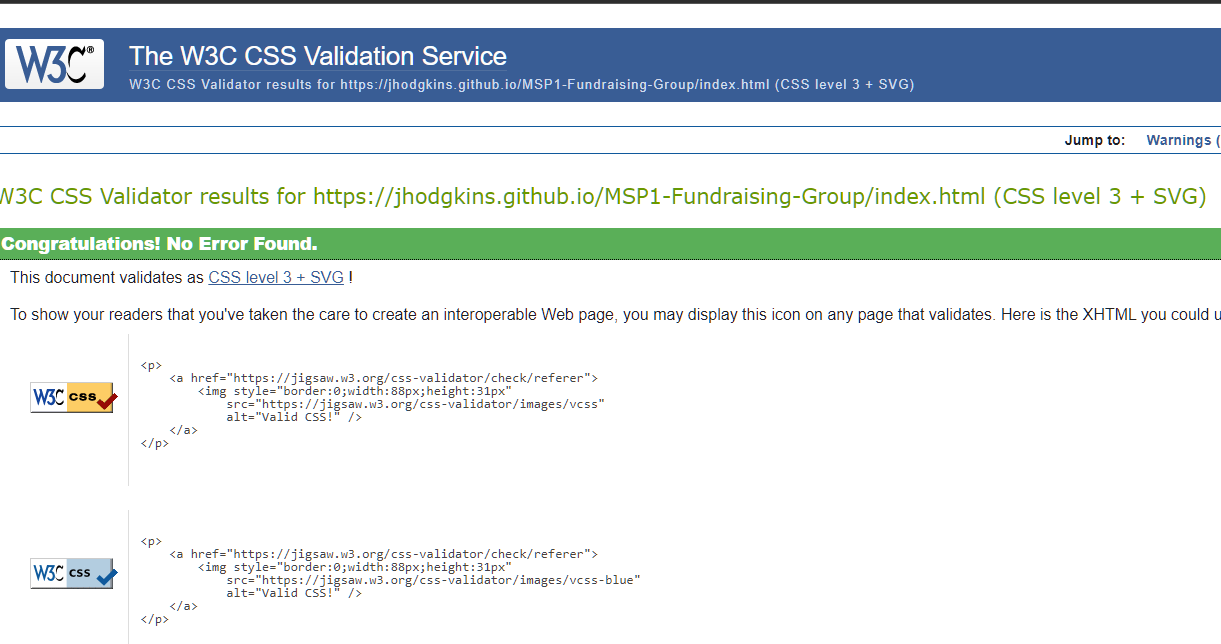 W3C®
The W3C CSS Validation Service
W3C CSS Validator results for https://jhodgkins.github.io/MSP1-Fundraising-Group/index.html (CSS level 3 + SVG)
Jump to: Warnings (
W3C CSS Validator results for https://jhodgkins.github.io/MSP1-Fundraising-Group/index.html (CSS level 3 + SVG)
Congratulations! No Error Found.
This document validates as CSS level 3 + SVG !
To show your readers that you've taken the care to create an interoperable Web page, you may display this icon on any page that validates. Here is the XHTML you could
W3C css
<p>
<a href="https://jigsaw.w3.org/css-validator/check/referer">
<img style="border:0;width:88px;height:31px"
src="https://jigsaw.w3.org/css-validator/images/vcss"
alt="Valid CSS!" />
</a>
</p>
W3C css
<p>
<a href="https://jigsaw.w3.org/css-validator/check/referer">
<img style="border:0;width:88px;height:31px"
src="https://jigsaw.w3.org/css-validator/images/vcss-blue"
alt="Valid CSS!" />
</a>
</p>